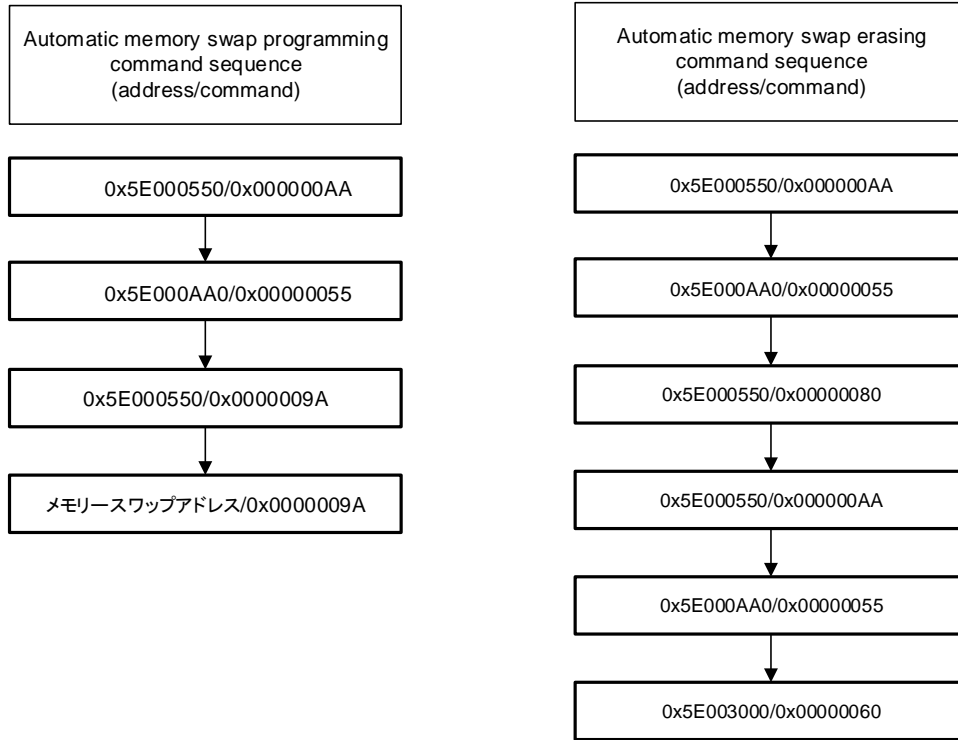 Automatic memory swap programming
command sequence
(address/command)
0x5E000550/0x000000AA
0x5E000AA0/0x00000055
0x5E000550/0x0000009A
メモリースワップアドレス/0x0000009A
Automatic memory swap erasing
command sequence
(address/command)
0x5E000550/0x000000AA
0x5E000AA0/0x00000055
0x5E000550/0x00000080
0x5E000550/0x000000AA
0x5E000AA0/0x00000055
0x5E003000/0x00000060